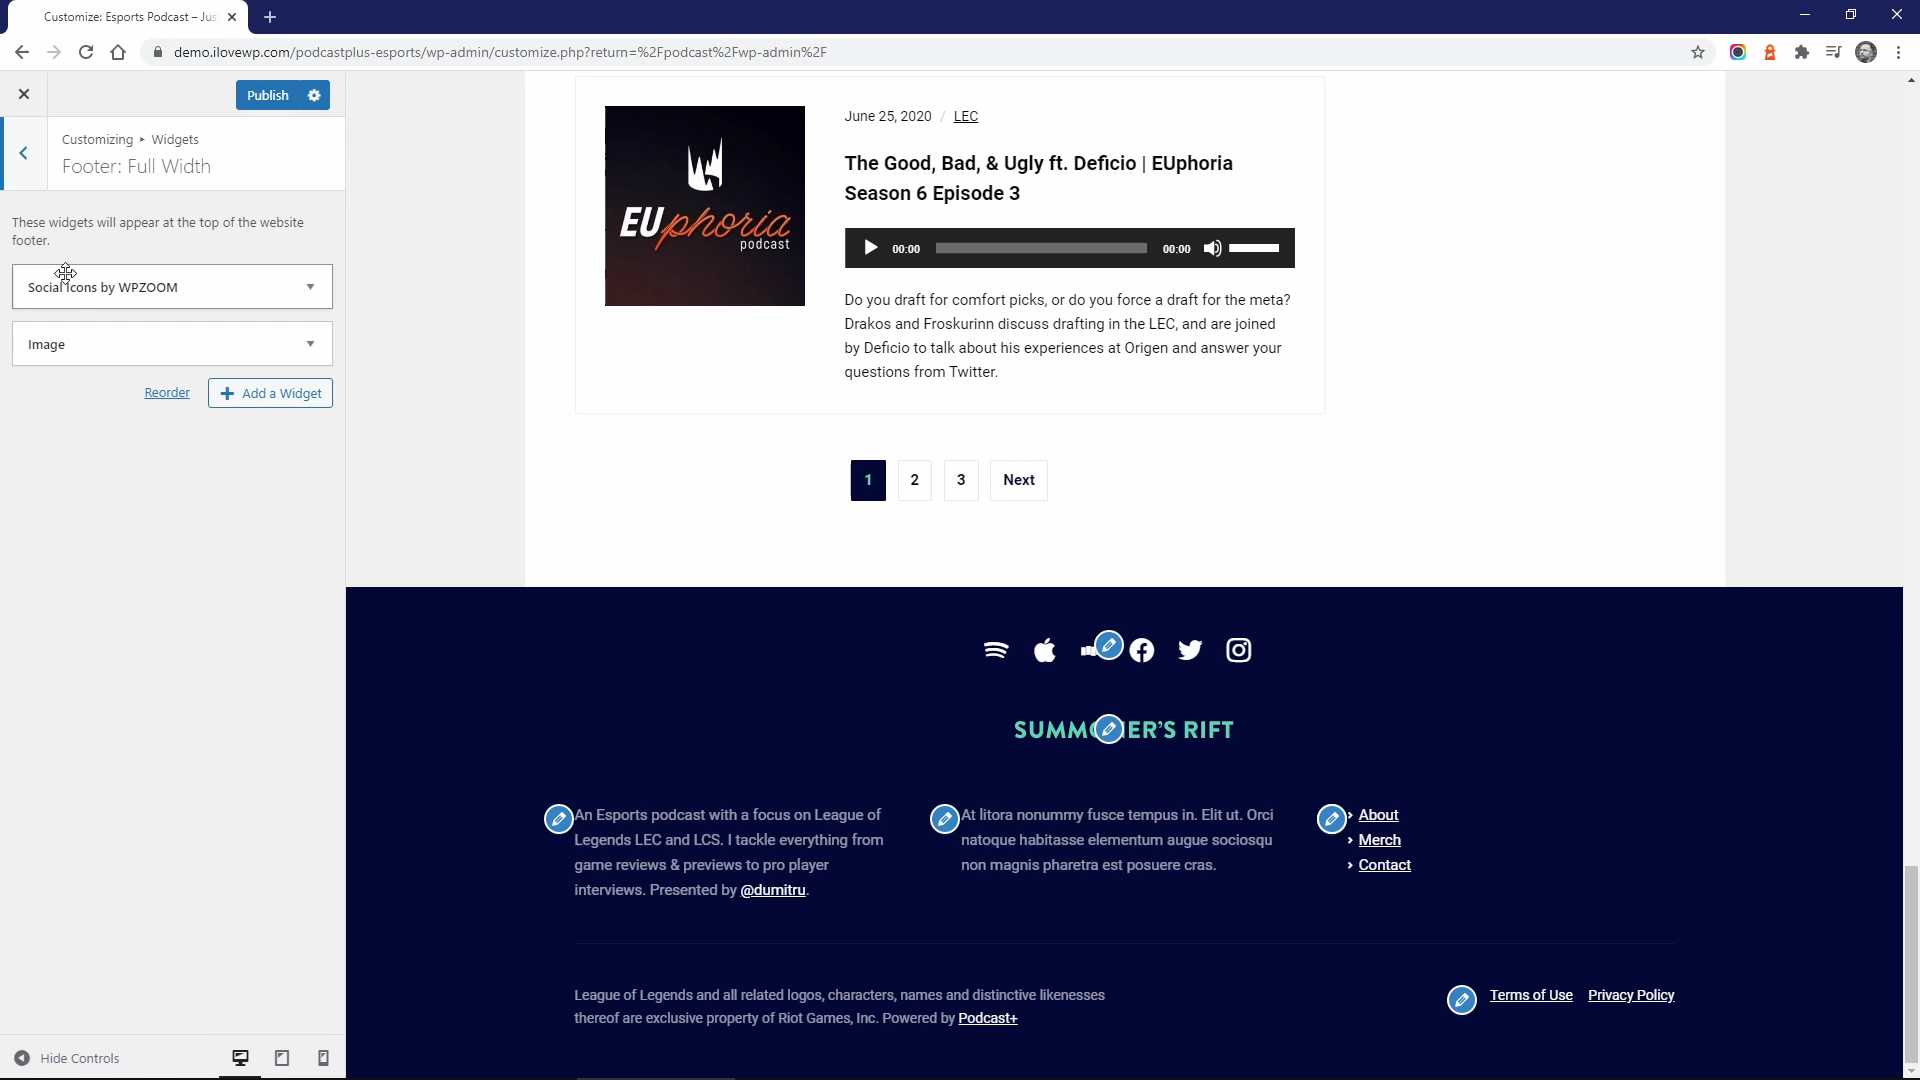 Customize: Esports Podcast – Jus
demo.ilovewp.com/podcastplus-esports/wp-admin/customize.php?return=%2Fpodcast%2Fwp-admin%2F
Publish
Customizing ▸ Widgets
Footer: Full Width
These widgets will appear at the top of the website
footer.
Social Icons by WPZOOM
Image
Reorder
Add a Widget
Hide Controls
EUphoria
podcast
June 25, 2020 / LEC
The Good, Bad, & Ugly ft. Deficio | EUphoria
Season 6 Episode 3
00:00 00:00
Do you draft for comfort picks, or do you force a draft for the meta?
Drakos and Froskurinn discuss drafting in the LEC, and are joined
by Deficio to talk about his experiences at Origen and answer your
questions from Twitter.
1 2 3 Next
RIFT
An Esports podcast with a focus on League of
Legends LEC and LCS. I tackle everything from
game reviews & previews to pro player
interviews. Presented by @dumitru.
At litora nonummy fusce tempus in. Elit ut. Orci
natoque habitasse elementum augue sociosqu
non magnis pharetra est posuere cras.
About
Merch
Contact
League of Legends and all related logos, characters, names and distinctive likenesses
thereof are exclusive property of Riot Games, Inc. Powered by Podcast+
Terms of Use Privacy Policy